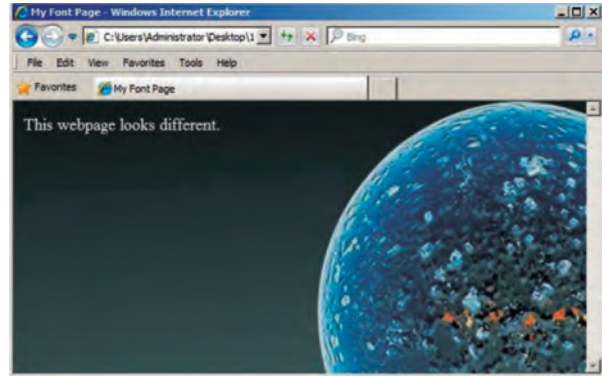 My Font Page - Windows Internet Explorer
C:\Users\Administrator\Desktop\1
Bing
File Edit View Favorites Tools Help
Favorites
My Font Page
This webpage looks different.